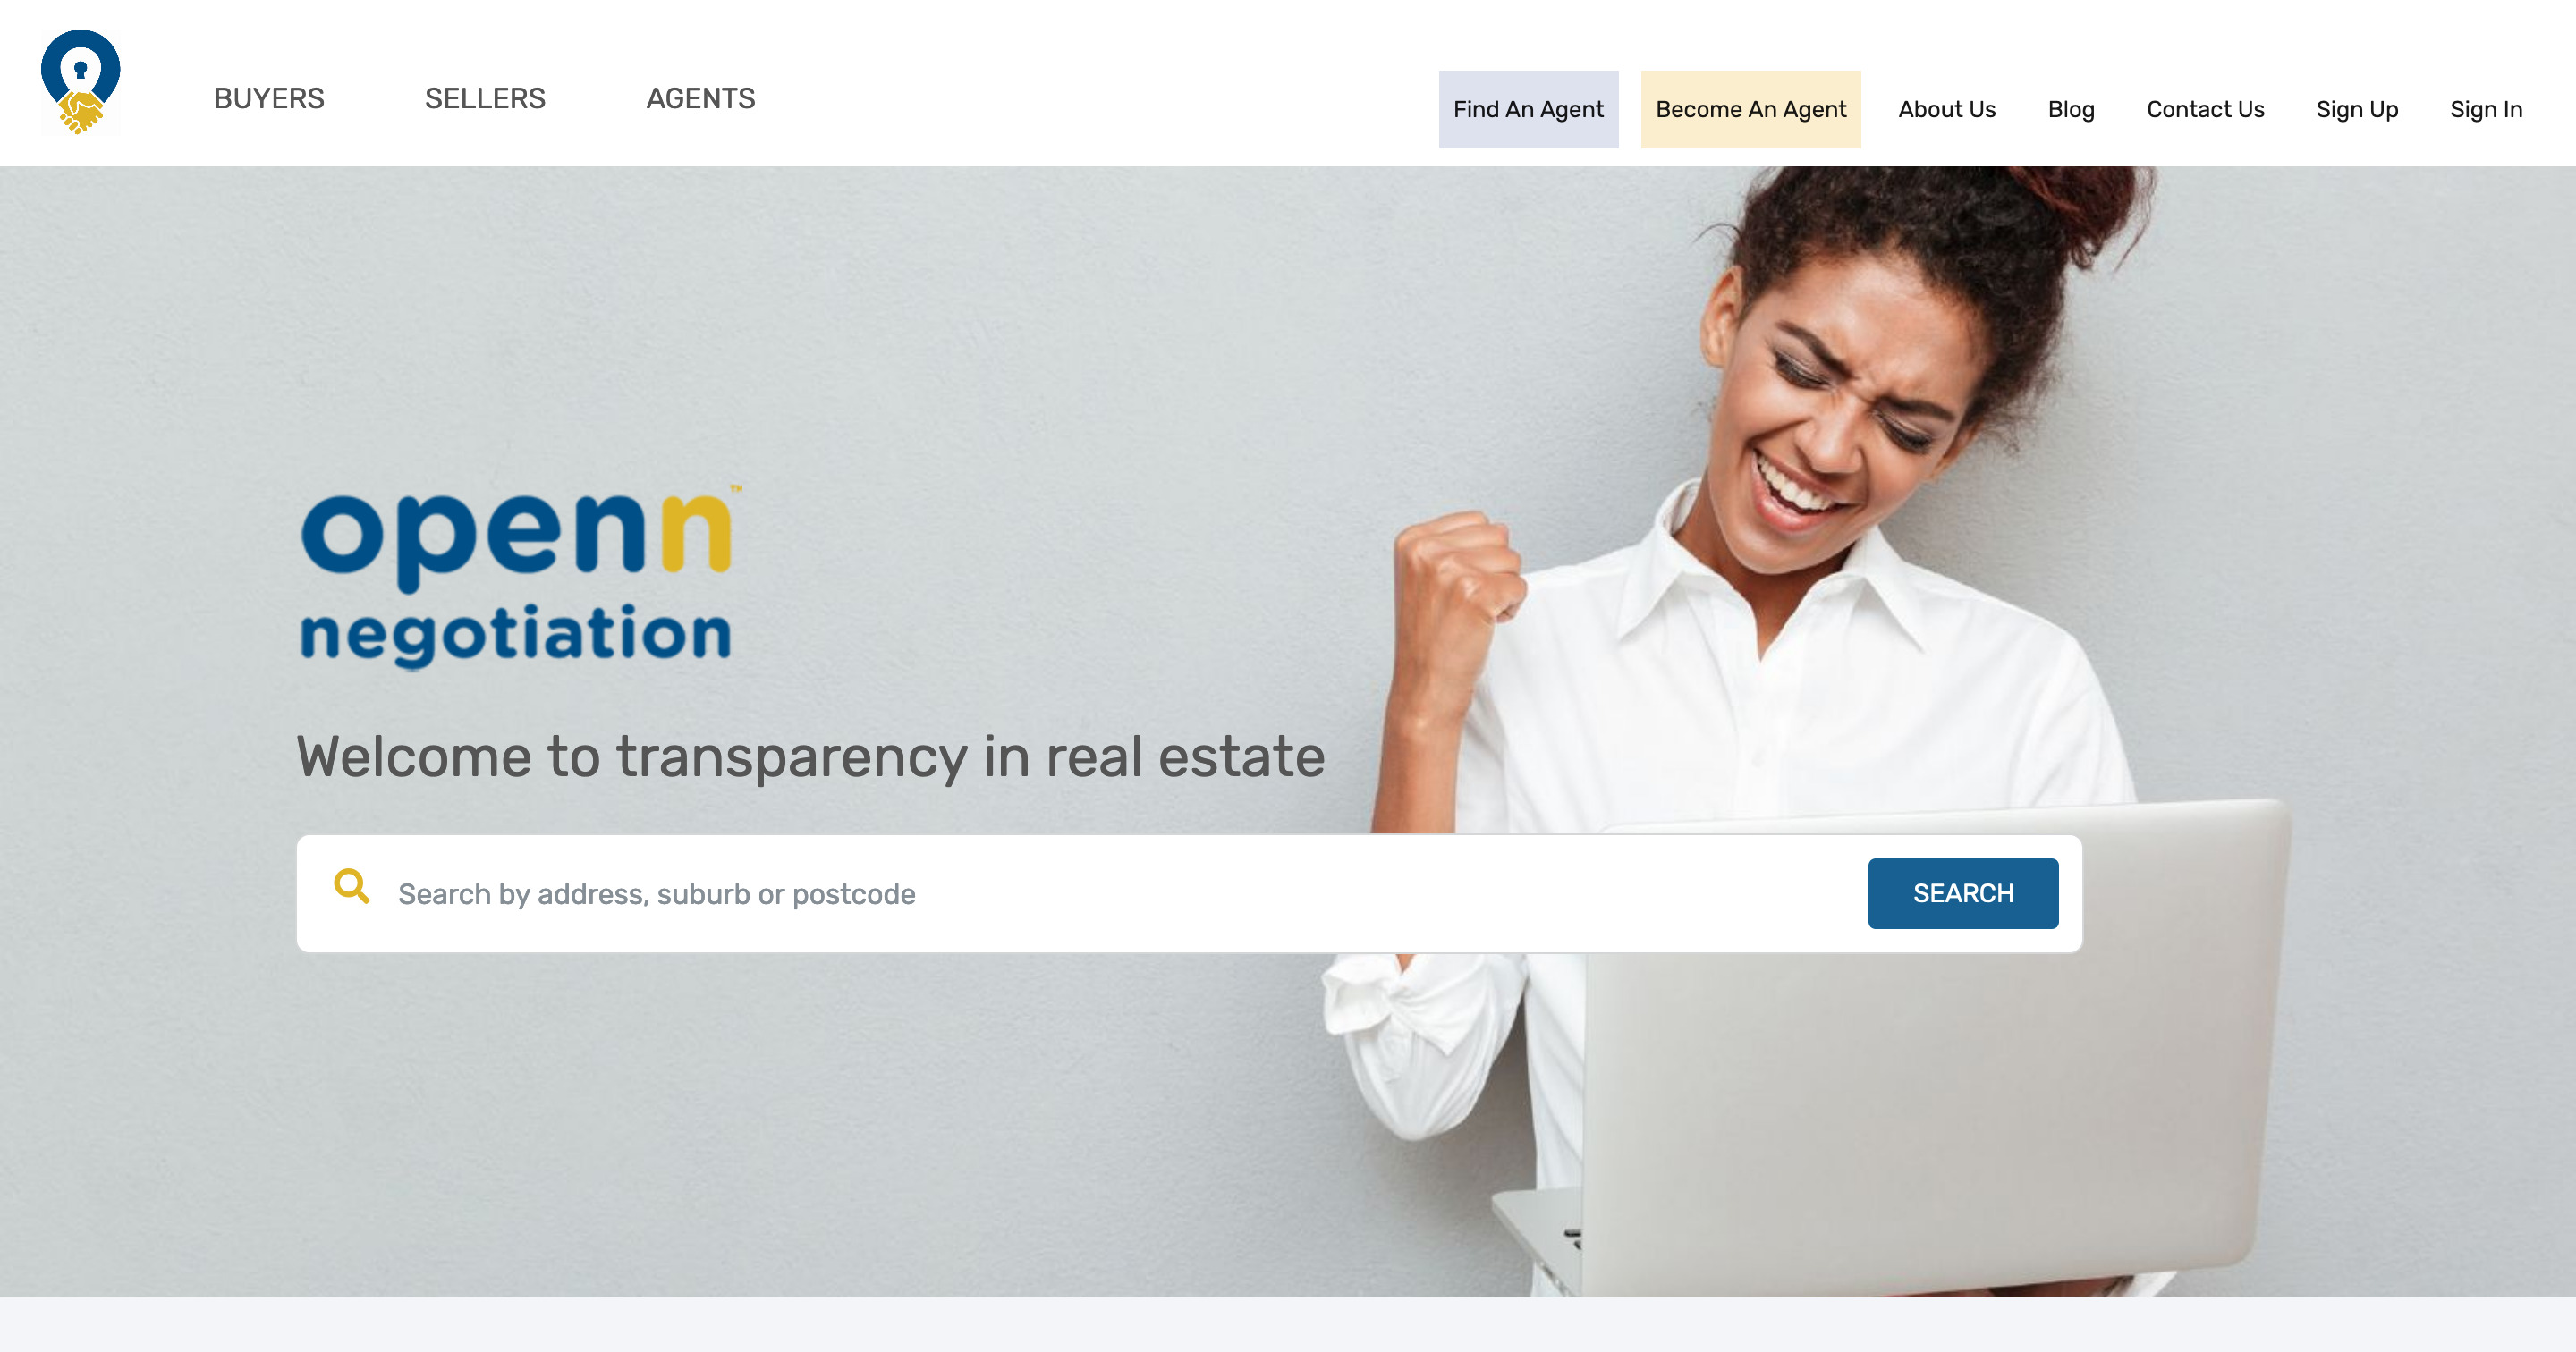 BUYERS SELLERS AGENTS
Find An Agent Become An Agent About Us Blog Contact Us Sign Up Sign In
openn™
negotiation
Welcome to transparency in real estate
Search by address, suburb or postcode SEARCH